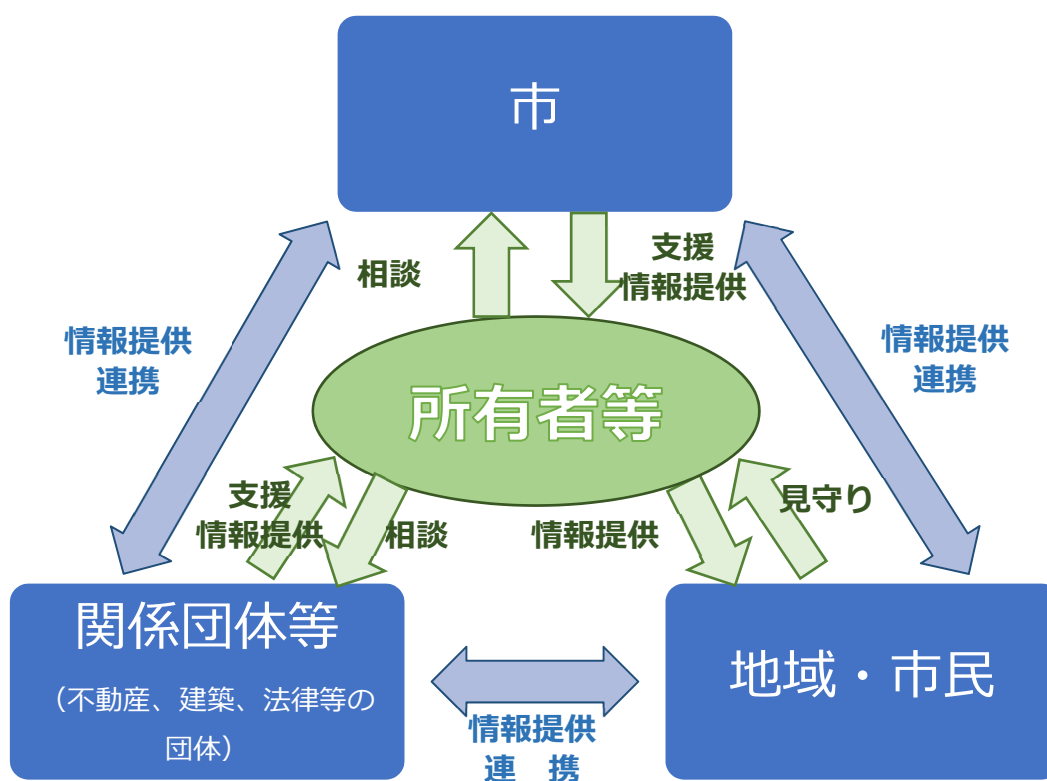 市
相談
支援
情報提供
情報提供
連携
情報提供
連携
所有者等
支援
情報提供
相談
情報提供
見守り
関係団体等
（不動産、建築、法律等の
団体）
地域・市民
情報提供
連　携